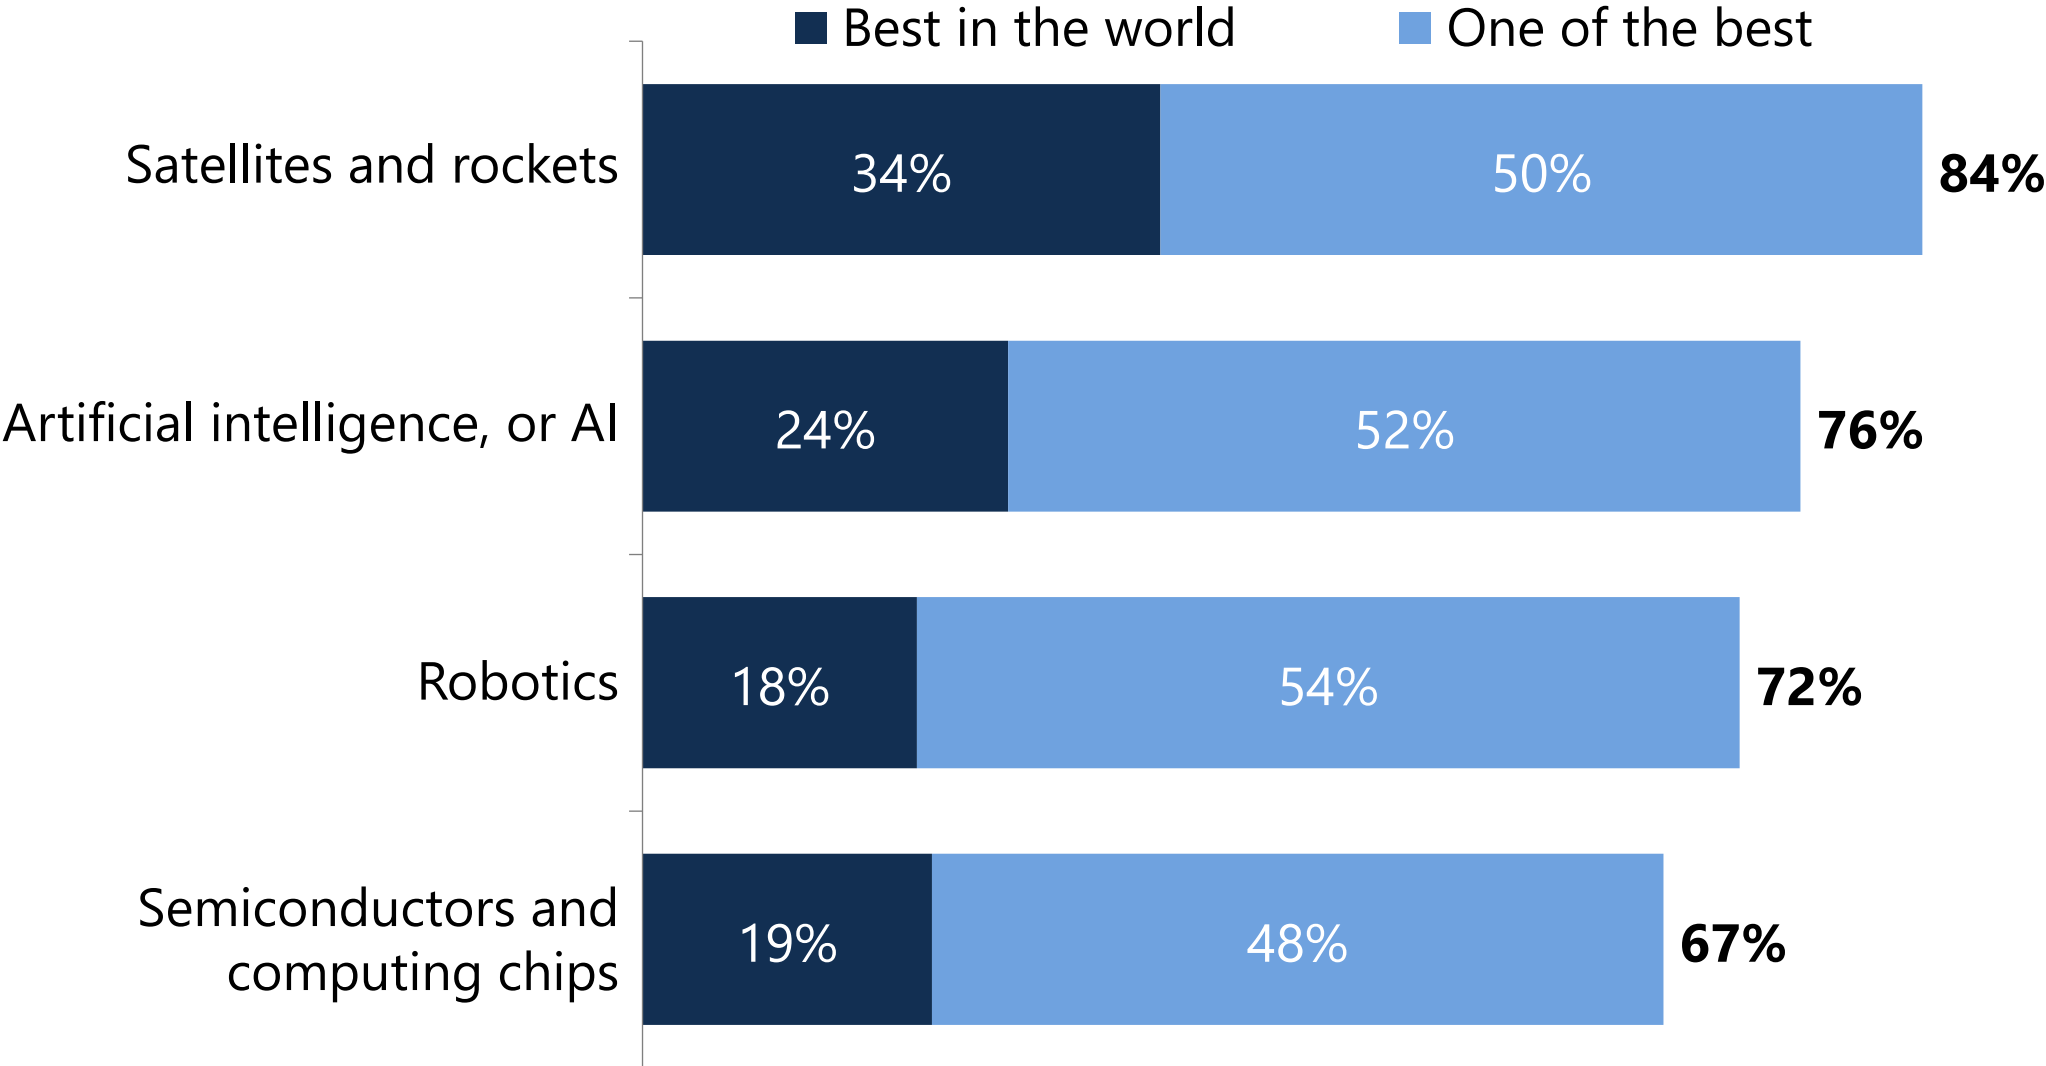 Best in the world One of the best
Satellites and rockets 34% 50% 84%
Artificial intelligence, or AI 24% 52% 76%
Robotics 18% 54% 72%
Semiconductors and
computing chips 19% 48% 67%